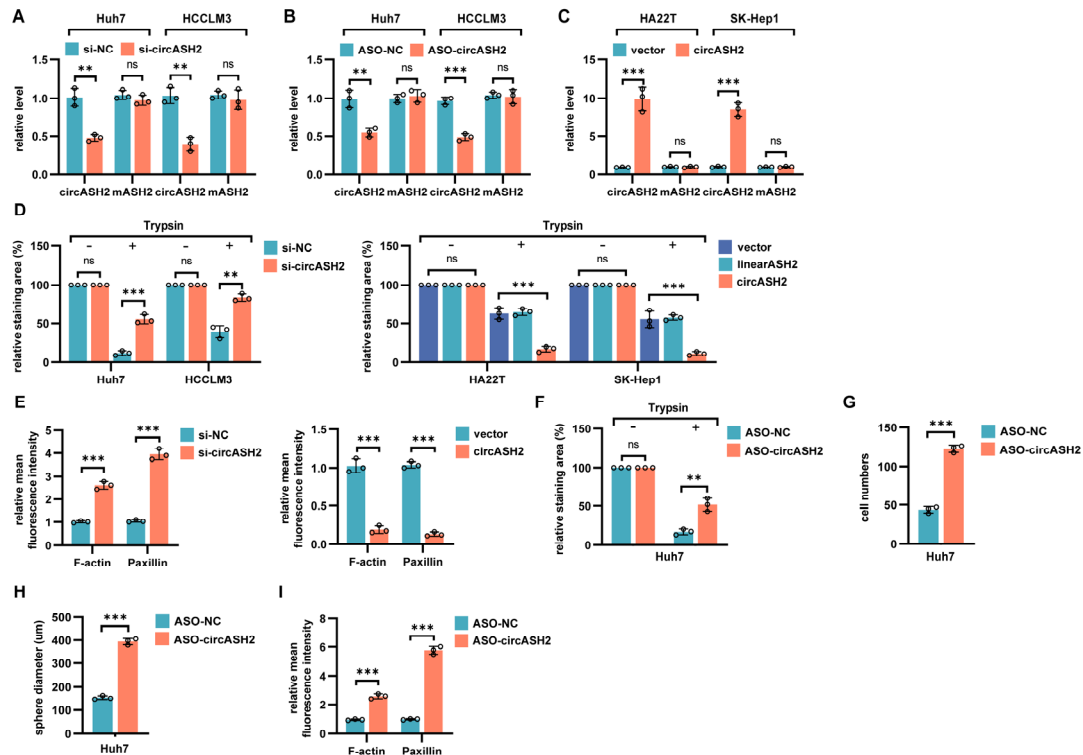 A
Huh7
HCCLM3
si-NC
si-circASH2
relative level
1.5
1.0
0.5
0.0
**
ns
**
ns
circASH2 mASH2 circASH2 mASH2
B
Huh7
HCCLM3
ASO-NC
ASO-circASH2
relative level
1.5
1.0
0.5
0.0
**
ns
***
ns
circASH2 mASH2 circASH2 mASH2
C
HA22T
SK-Hep1
vector
circASH2
relative level
15
10
5
0
***
ns
***
ns
circASH2 mASH2 circASH2 mASH2
D
Trypsin
− + − +
relative staining area (%)
150
100
50
0
ns
***
ns
**
Huh7
HCCLM3
si-NC
si-circASH2
Trypsin
− + − +
relative staining area (%)
150
100
50
0
ns
***
ns
***
HA22T
SK-Hep1
vector
linearASH2
circASH2
E
relative mean
fluorescence intensity
5
4
3
2
1
0
***
***
F-actin
Paxillin
si-NC
si-circASH2
relative mean
fluorescence intensity
1.5
1.0
0.5
0.0
***
***
F-actin
Paxillin
vector
circASH2
F
Trypsin
− +
relative staining area (%)
150
100
50
0
ns
**
Huh7
ASO-NC
ASO-circASH2
G
cell numbers
150
100
50
0
***
Huh7
ASO-NC
ASO-circASH2
H
sphere diameter (um)
500
400
300
200
100
0
***
Huh7
ASO-NC
ASO-circASH2
I
relative mean
fluorescence intensity
8
6
4
2
0
***
***
F-actin
Paxillin
ASO-NC
ASO-circASH2